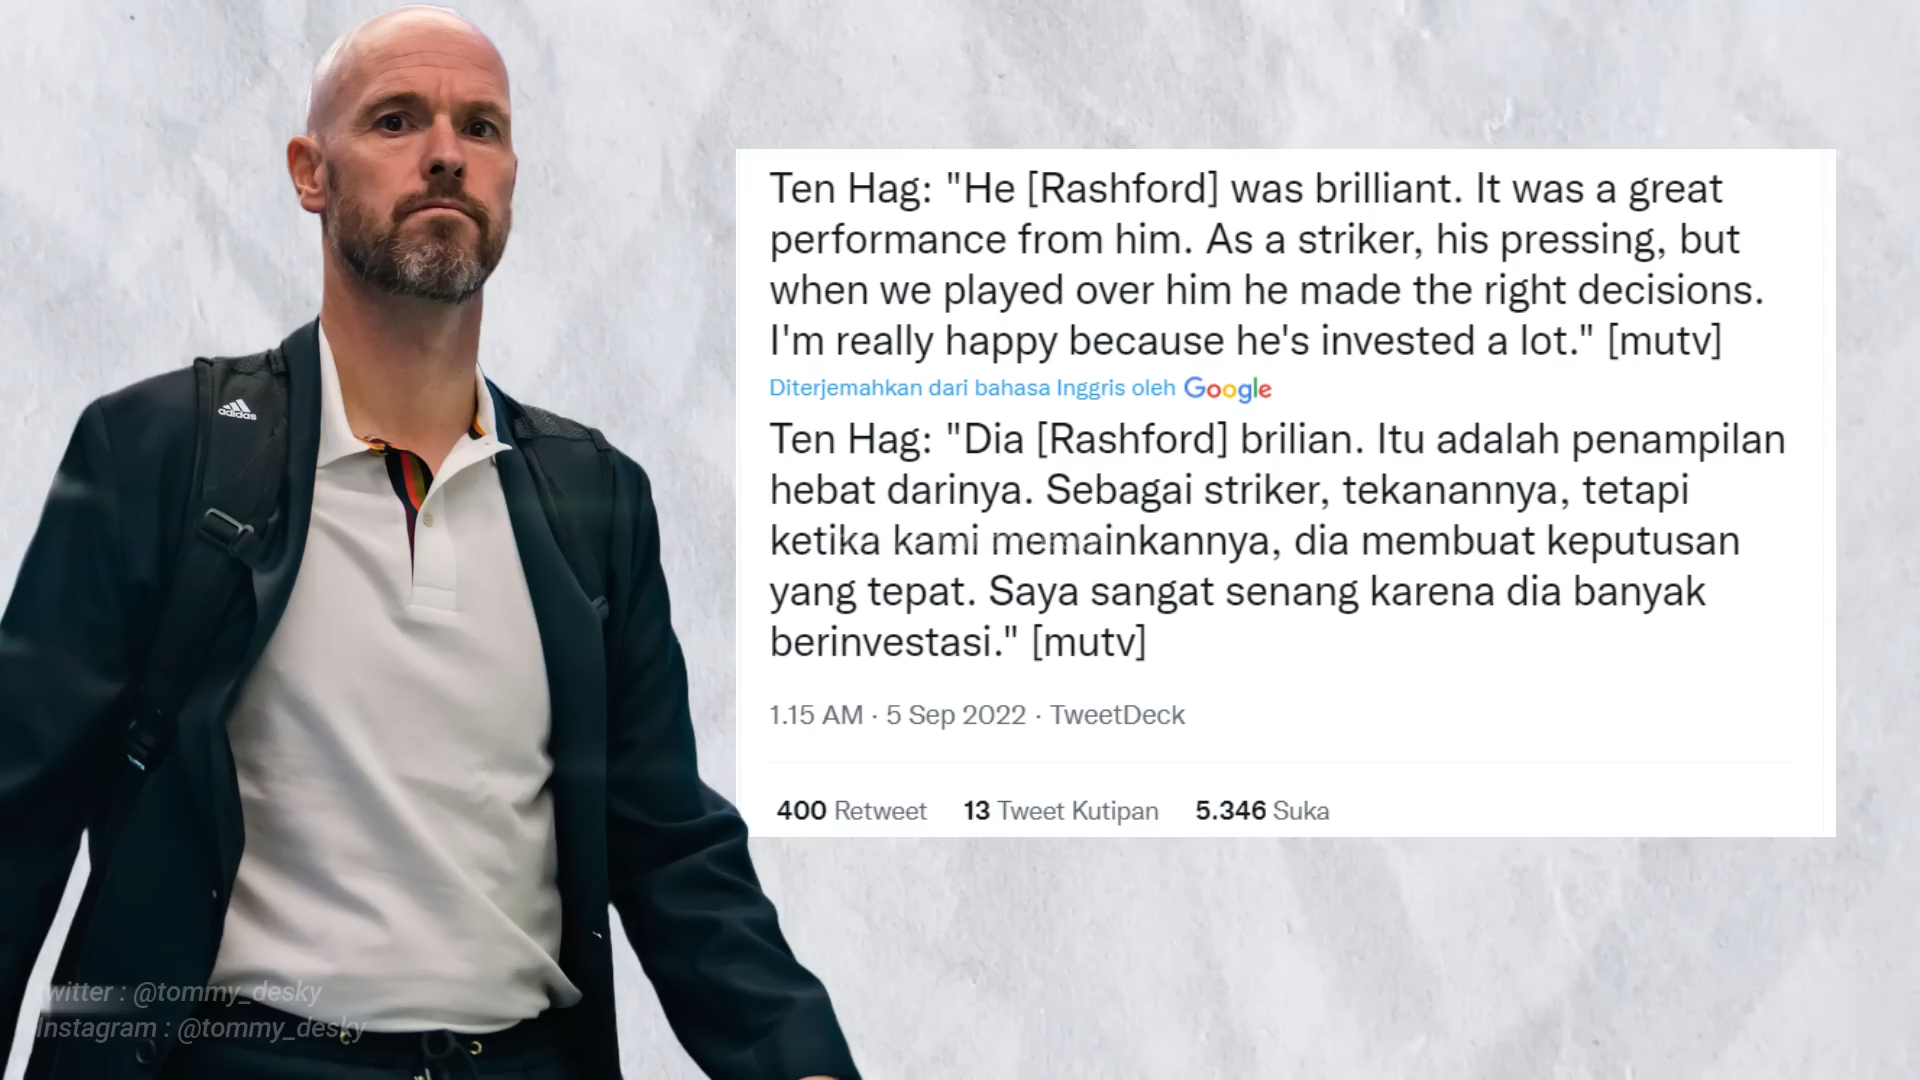 adidas
Ten Hag: "He [Rashford] was brilliant. It was a great
performance from him. As a striker, his pressing, but
when we played over him he made the right decisions.
I'm really happy because he's invested a lot." [mutv]
Diterjemahkan dari bahasa Inggris oleh Google
Ten Hag: "Dia [Rashford] brilian. Itu adalah penampilan
hebat darinya. Sebagai striker, tekanannya, tetapi
ketika kami memainkannya, dia membuat keputusan
yang tepat. Saya sangat senang karena dia banyak
berinvestasi." [mutv]
1.15 AM · 5 Sep 2022 · TweetDeck
400 Retweet 13 Tweet Kutipan 5.346 Suka
twitter : @tommy_desky
Instagram : @tommy_desky